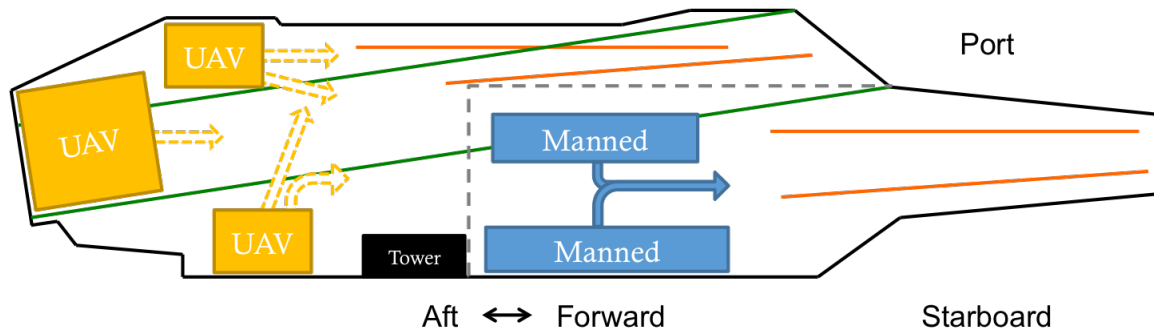 UAV
Port
UAV
Manned
UAV
Manned
Tower
Aft
Forward
Starboard